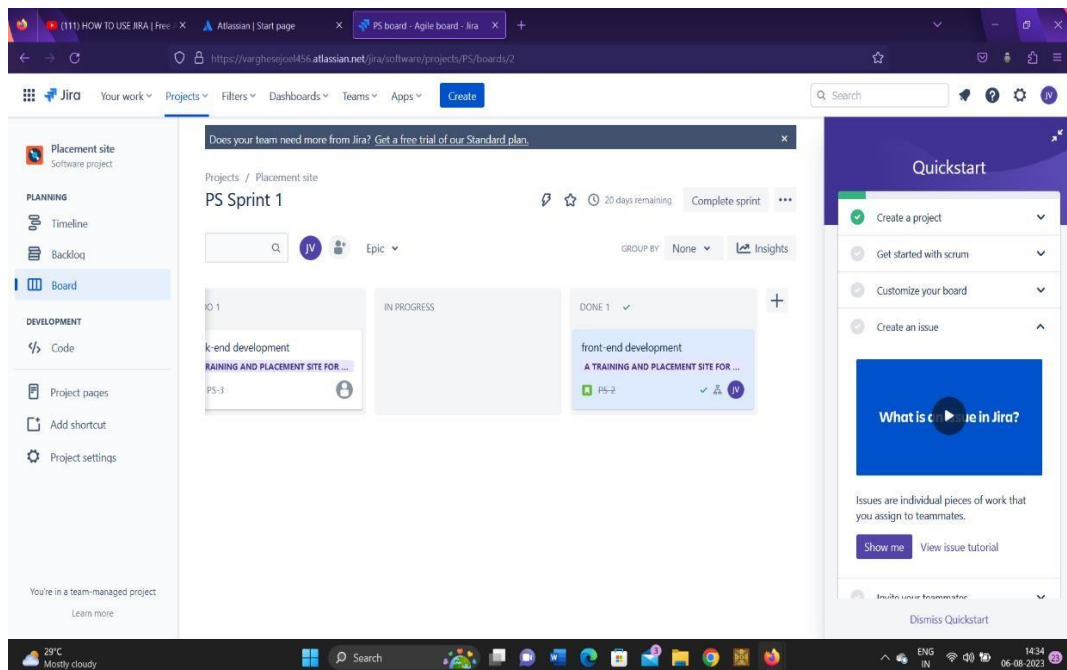 (111) HOW TO USE JIRA | Free
Atlassian | Start page
PS board - Agile board - Jira
https://varghesejoel456.atlassian.net/jira/software/projects/PS/boards/2
Jira
Your work
Projects
Filters
Dashboards
Teams
Apps
Create
Search
JV
Placement site
Software project
PLANNING
Timeline
Backlog
Board
DEVELOPMENT
Code
Project pages
Add shortcut
Project settings
You're in a team-managed project
Learn more
Does your team need more from Jira? Get a free trial of our Standard plan.
Projects / Placement site
PS Sprint 1
20 days remaining
Complete sprint
JV
Epic
GROUP BY
None
Insights
DO 1
k-end development
RAINING AND PLACEMENT SITE FOR ...
PS-3
IN PROGRESS
DONE 1
front-end development
A TRAINING AND PLACEMENT SITE FOR ...
PS-2
JV
Quickstart
Create a project
Get started with scrum
Customize your board
Create an issue
What is an issue in Jira?
Issues are individual pieces of work that
you assign to teammates.
Show me
View issue tutorial
Invite your teammates
Dismiss Quickstart
29°C
Mostly cloudy
Search
ENG
IN
14:34
06-08-2023
23